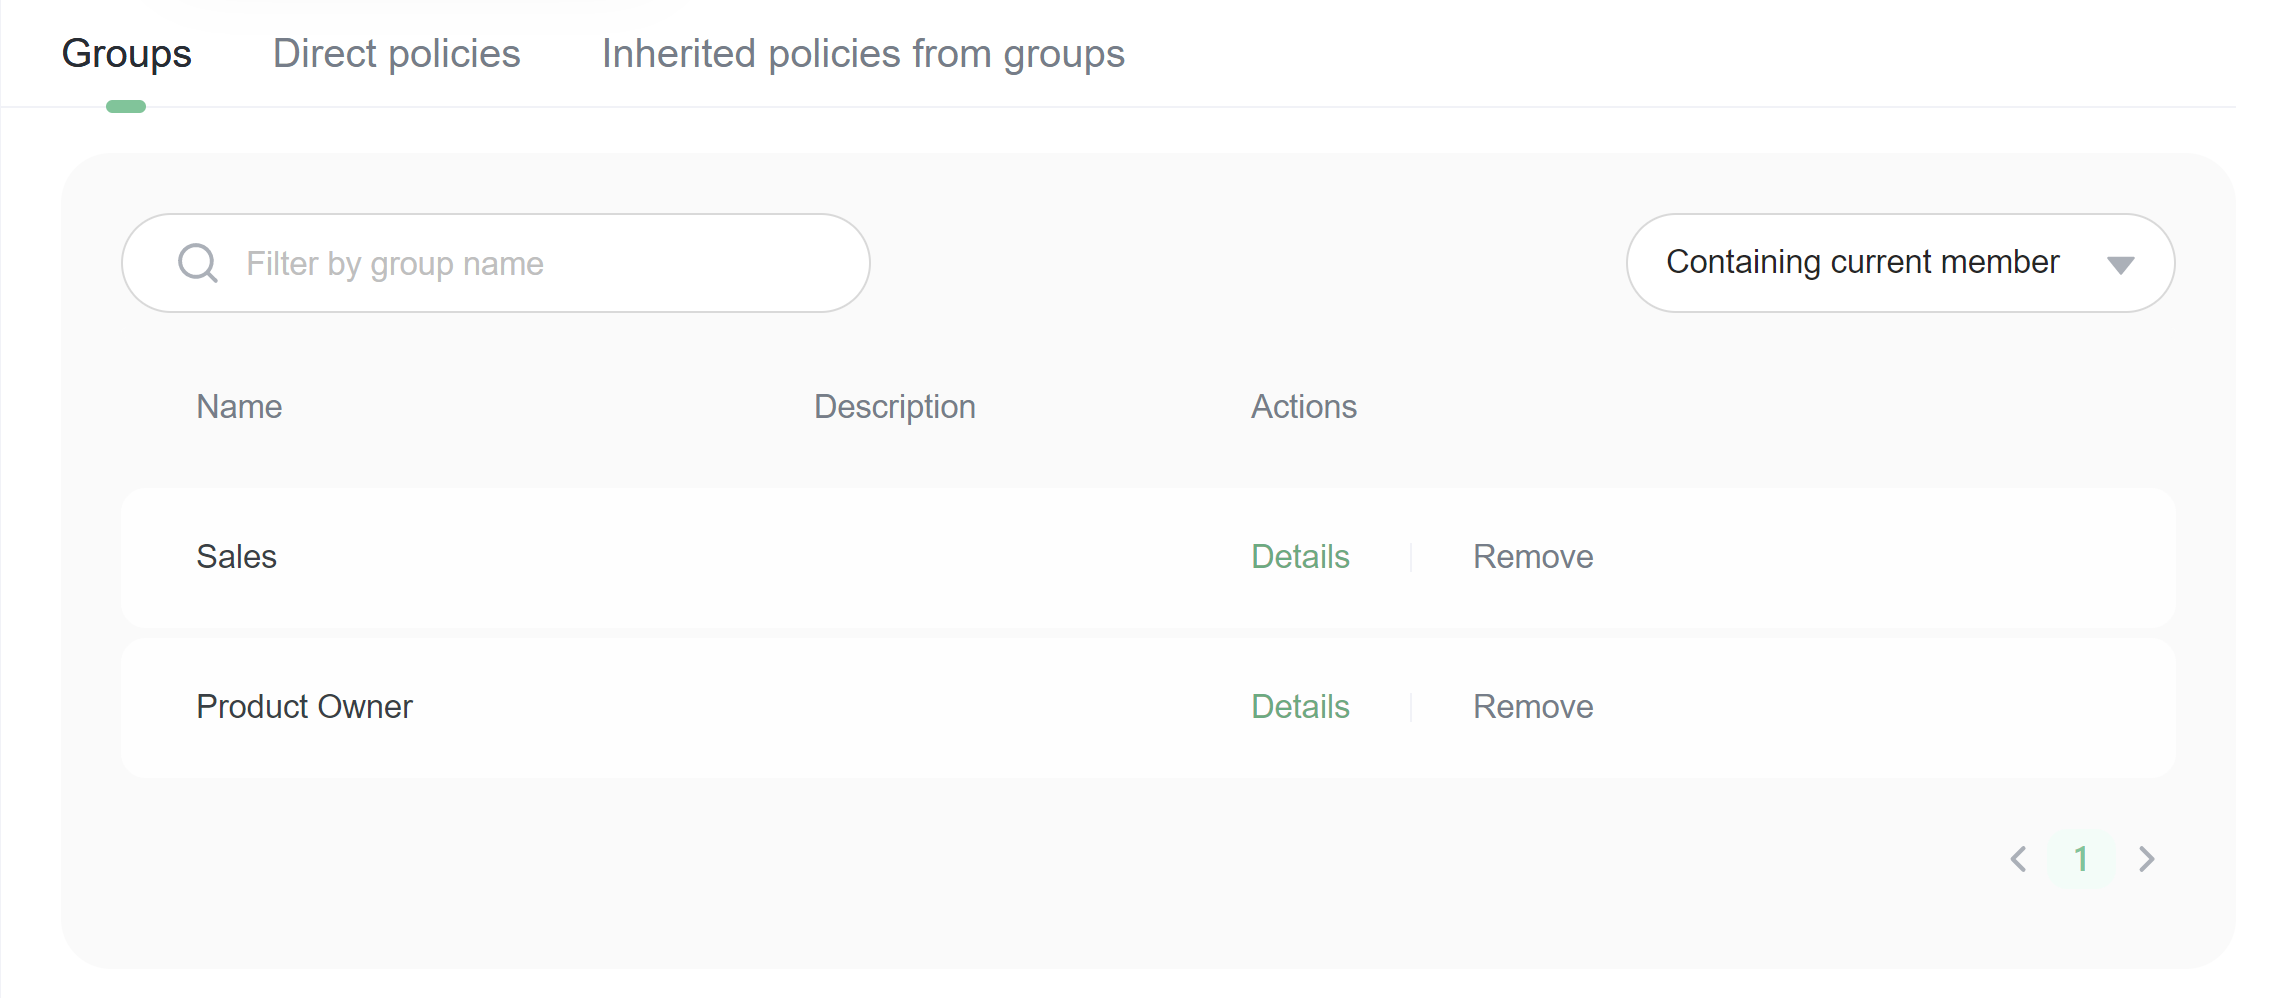 Groups Direct policies Inherited policies from groups
Filter by group name Containing current member
Name Description Actions
Sales Details Remove
Product Owner Details Remove
1